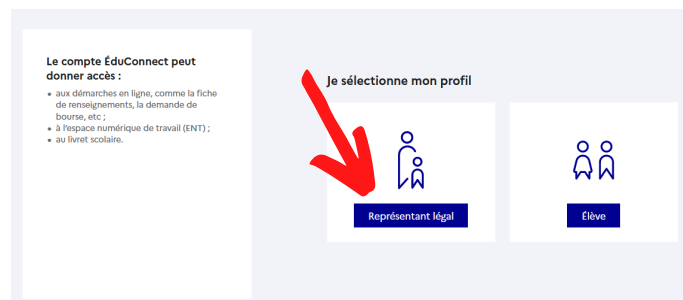 Le compte ÉduConnect peut
donner accès :
• aux démarches en ligne, comme la fiche
de renseignements, la demande de
bourse, etc ;
• à l'espace numérique de travail (ENT) ;
• au livret scolaire.
Je sélectionne mon profil
Représentant légal
Élève